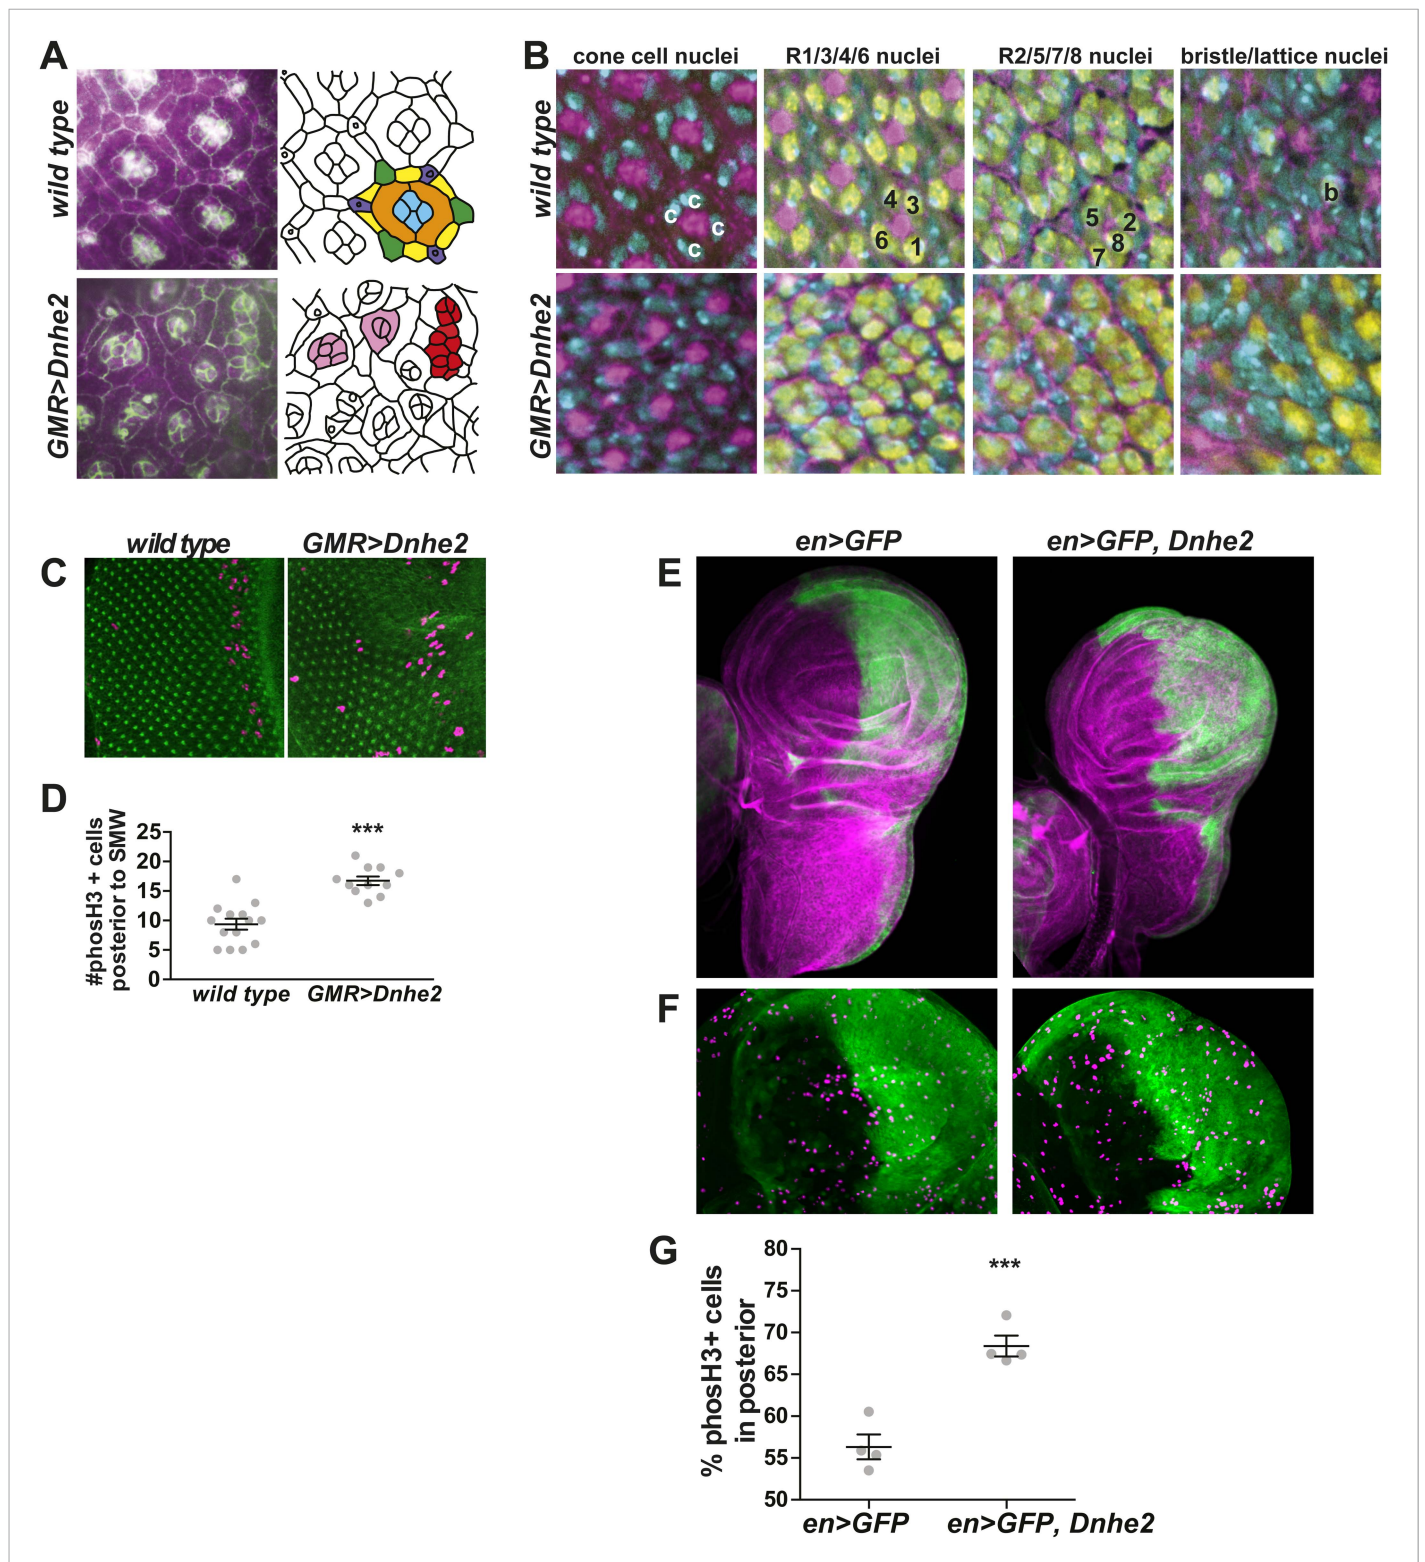 A
wild type
GMR>Dnhe2
B
cone cell nuclei
R1/3/4/6 nuclei
R2/5/7/8 nuclei
bristle/lattice nuclei
wild type
GMR>Dnhe2
c
c
c
c
4
3
6
1
5
2
8
7
b
C
wild type
GMR>Dnhe2
D
#phosH3 + cells
posterior to SMW
25
20
15
10
5
0
***
wild type
GMR>Dnhe2
E
en>GFP
en>GFP, Dnhe2
F
G
% phosH3+ cells
in posterior
80
75
70
65
60
55
50
***
en>GFP
en>GFP, Dnhe2